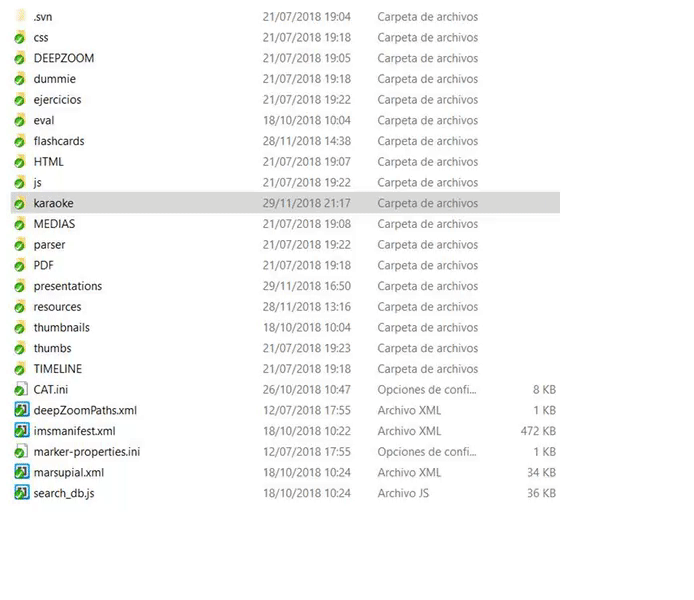 .svn 21/07/2018 19:04 Carpeta de archivos
css 21/07/2018 19:18 Carpeta de archivos
DEEPZOOM 21/07/2018 19:05 Carpeta de archivos
dummie 21/07/2018 19:18 Carpeta de archivos
ejercicios 21/07/2018 19:22 Carpeta de archivos
eval 18/10/2018 10:04 Carpeta de archivos
flashcards 28/11/2018 14:38 Carpeta de archivos
HTML 21/07/2018 19:07 Carpeta de archivos
js 21/07/2018 19:22 Carpeta de archivos
karaoke 29/11/2018 21:17 Carpeta de archivos
MEDIAS 21/07/2018 19:08 Carpeta de archivos
parser 21/07/2018 19:22 Carpeta de archivos
PDF 21/07/2018 19:18 Carpeta de archivos
presentations 29/11/2018 16:50 Carpeta de archivos
resources 28/11/2018 13:16 Carpeta de archivos
thumbnails 18/10/2018 10:04 Carpeta de archivos
thumbs 21/07/2018 19:23 Carpeta de archivos
TIMELINE 21/07/2018 19:18 Carpeta de archivos
CAT.ini 26/10/2018 10:47 Opciones de confi... 8 KB
deepZoomPaths.xml 12/07/2018 17:55 Archivo XML 1 KB
imsmanifest.xml 18/10/2018 10:22 Archivo XML 472 KB
marker-properties.ini 12/07/2018 17:55 Opciones de confi... 1 KB
marsupial.xml 18/10/2018 10:24 Archivo XML 34 KB
search_db.js 18/10/2018 10:24 Archivo JS 36 KB